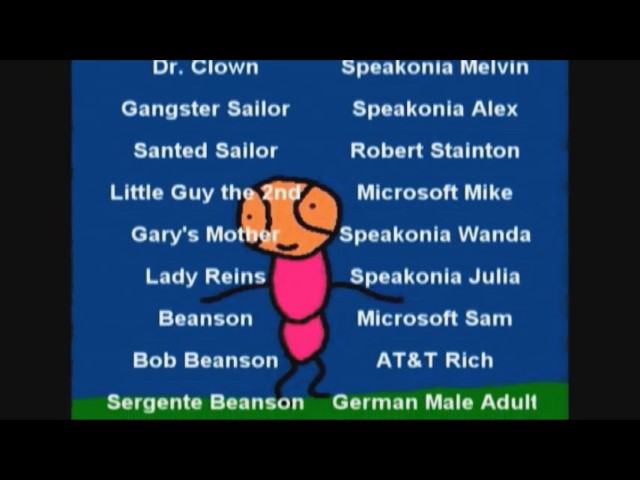 Dr. Clown Speakonia Melvin
Gangster Sailor Speakonia Alex
Santed Sailor Robert Stainton
Little Guy the 2nd Microsoft Mike
Gary's Mother Speakonia Wanda
Lady Reins Speakonia Julia
Beanson Microsoft Sam
Bob Beanson AT&T Rich
Sergente Beanson German Male Adult